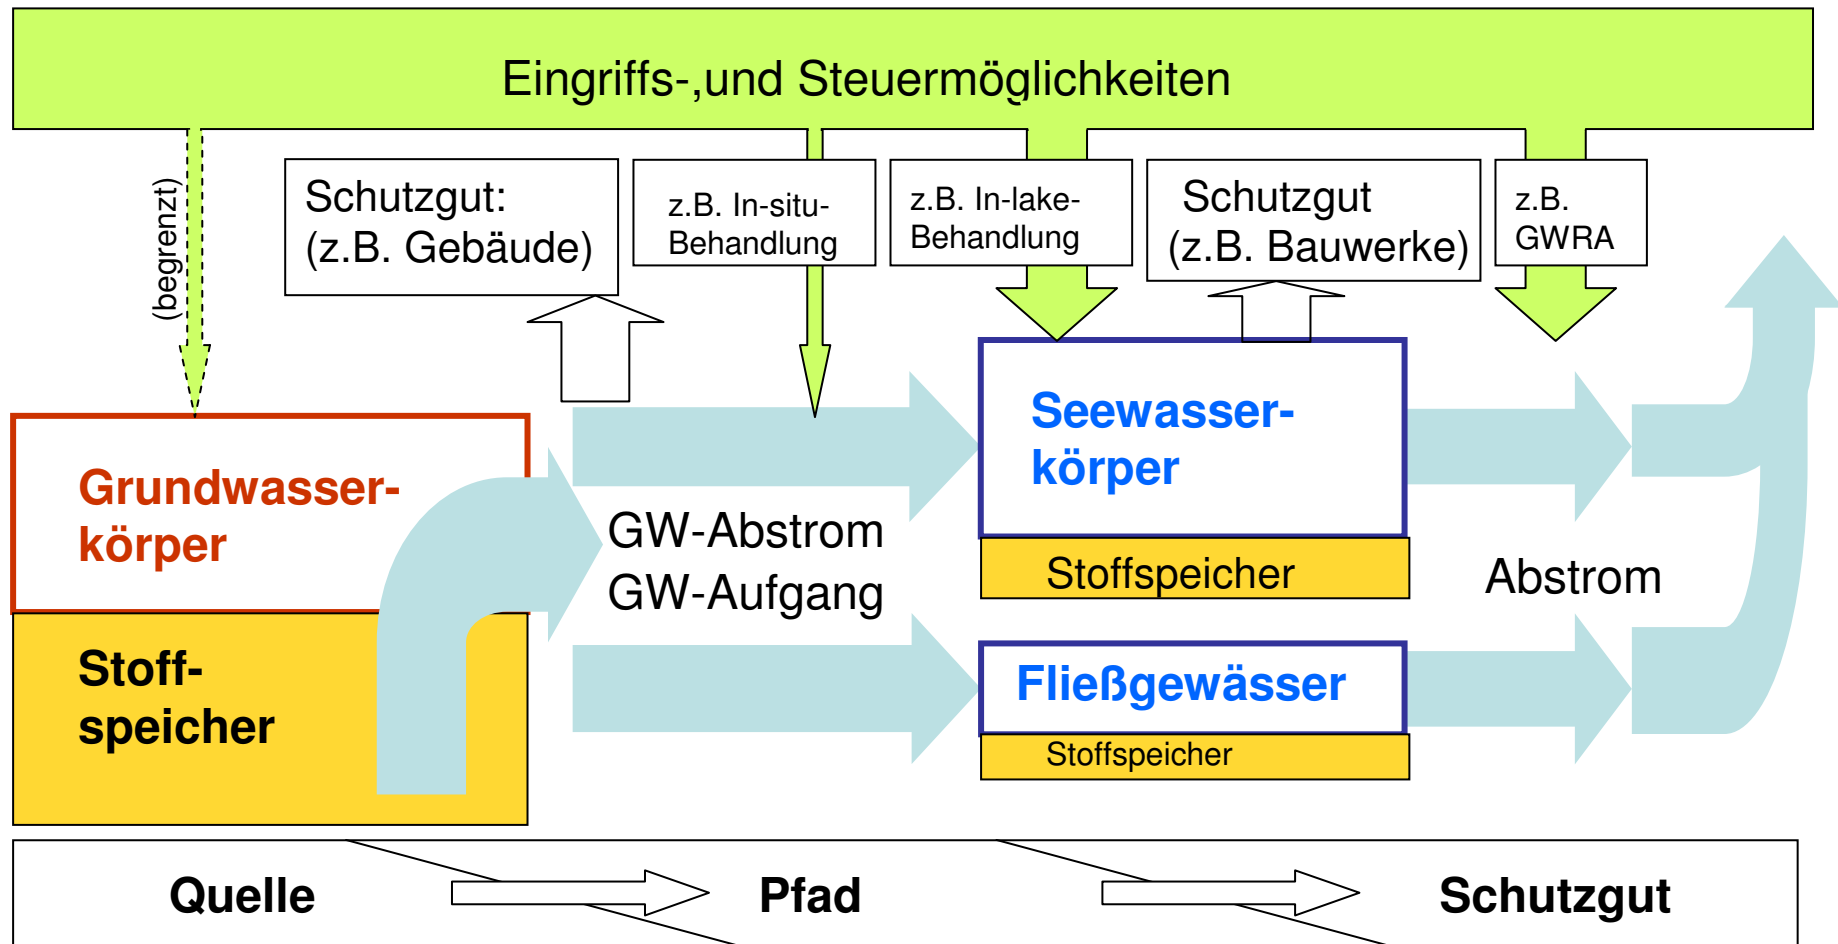 Eingriffs-,und Steuermöglichkeiten
(begrenzt)
Schutzgut:
(z.B. Gebäude)
z.B. In-situ-
Behandlung
z.B. In-lake-
Behandlung
Schutzgut
(z.B. Bauwerke)
z.B.
GWRA
Grundwasser-
körper
Stoff-
speicher
GW-Abstrom
GW-Aufgang
Seewasser-
körper
Stoffspeicher
Fließgewässer
Stoffspeicher
Abstrom
Quelle
Pfad
Schutzgut